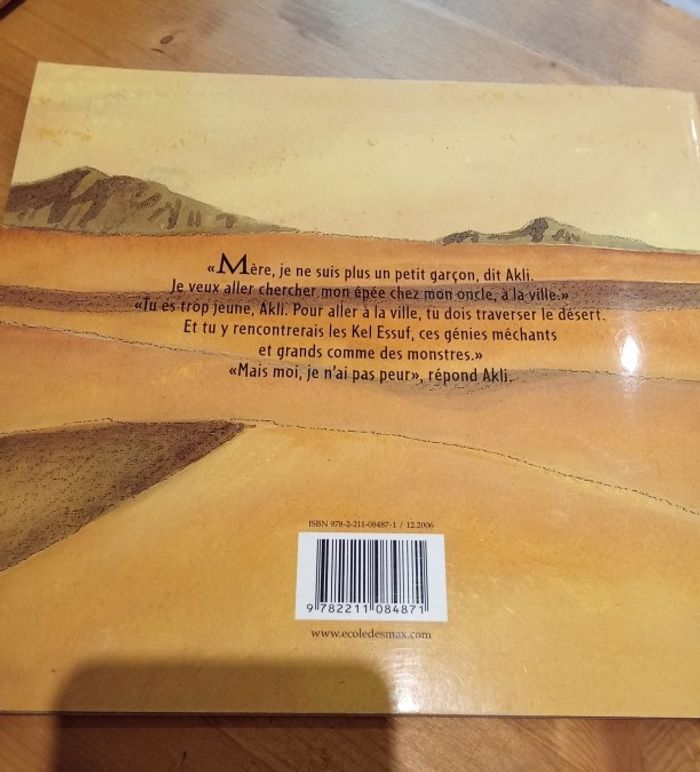 «Mère, je ne suis plus un petit garçon, dit Akli.
Je veux aller chercher mon épée chez mon oncle, à la ville.»
«Tu es trop jeune, Akli. Pour aller à la ville, tu dois traverser le désert.
Et tu y rencontrerais les Kel Essuf, ces génies méchants
et grands comme des monstres.»
«Mais moi, je n'ai pas peur», répond Akli.
ISBN 978-2-211-08487-1 / 12.2006
9 782211 084871
www.ecoledesmax.com